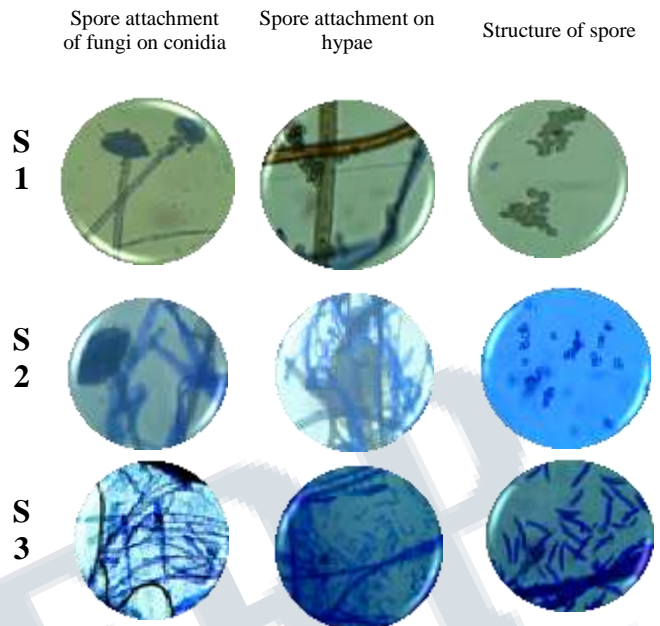 Spore attachment
of fungi on conidia
Spore attachment on
hypae
Structure of spore
S
1
S
2
S
3